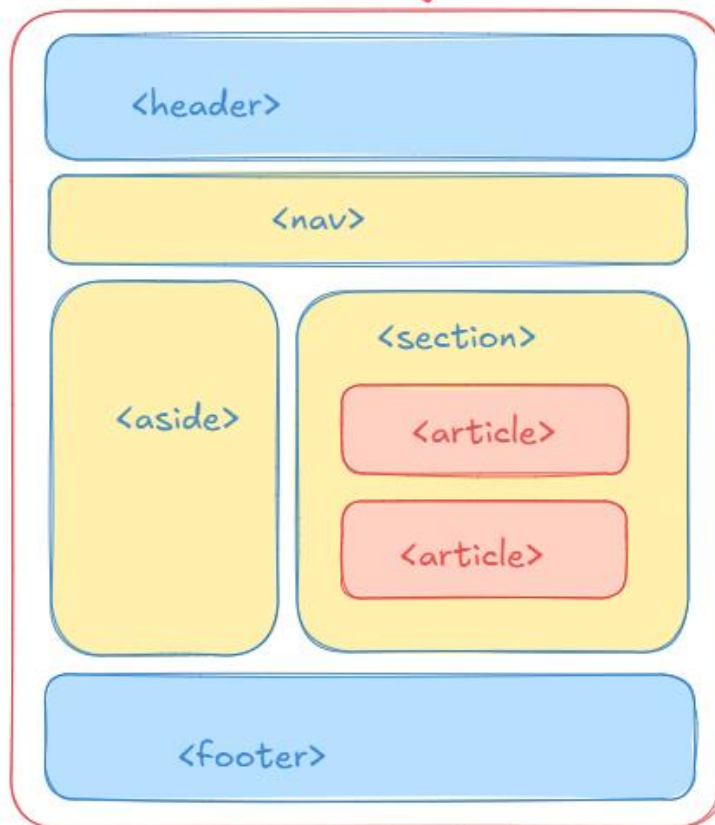 <header>
<nav>
<aside>
<section>
<article>
<article>
<footer>